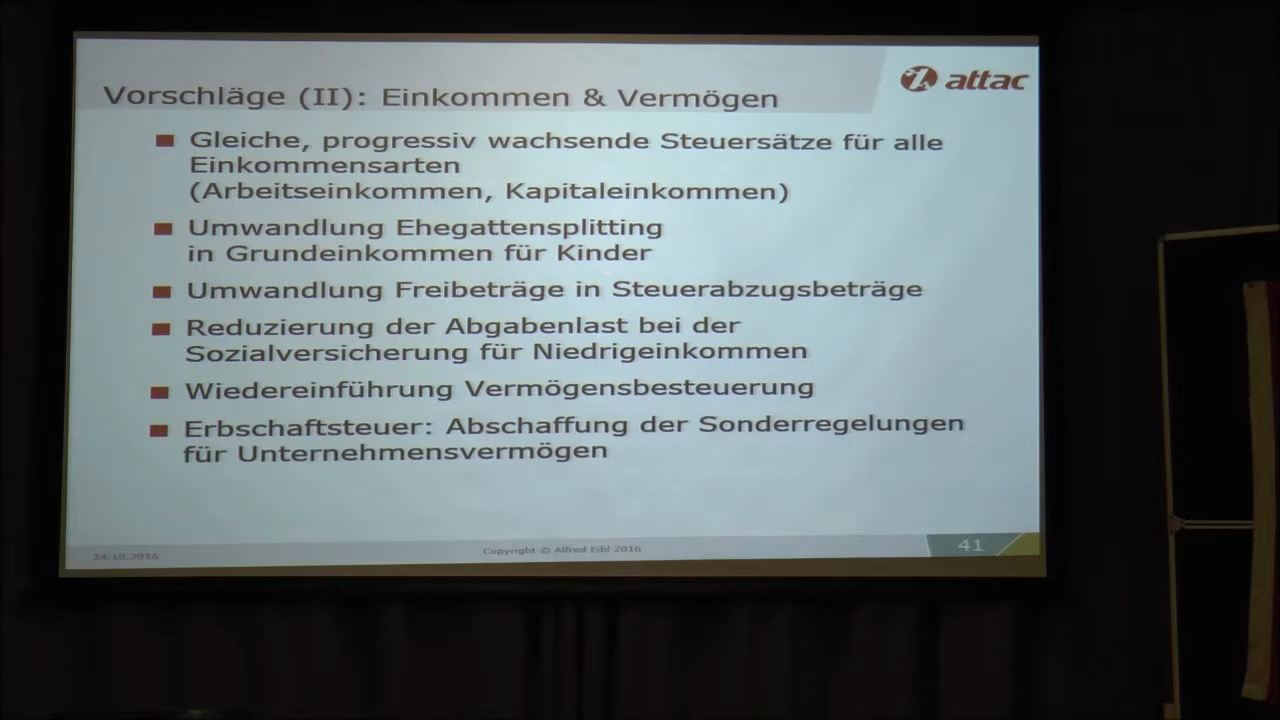 attac
Vorschläge (II): Einkommen & Vermögen
Gleiche, progressiv wachsende Steuersätze für alle
Einkommensarten
(Arbeitseinkommen, Kapitaleinkommen)
Umwandlung Ehegattensplitting
in Grundeinkommen für Kinder
Umwandlung Freibeträge in Steuerabzugsbeträge
Reduzierung der Abgabenlast bei der
Sozialversicherung für Niedrigeinkommen
Wiedereinführung Vermögensbesteuerung
Erbschaftsteuer: Abschaffung der Sonderregelungen
für Unternehmensvermögen
24.10.2016
Copyright © Alfred Eibl 2016
41